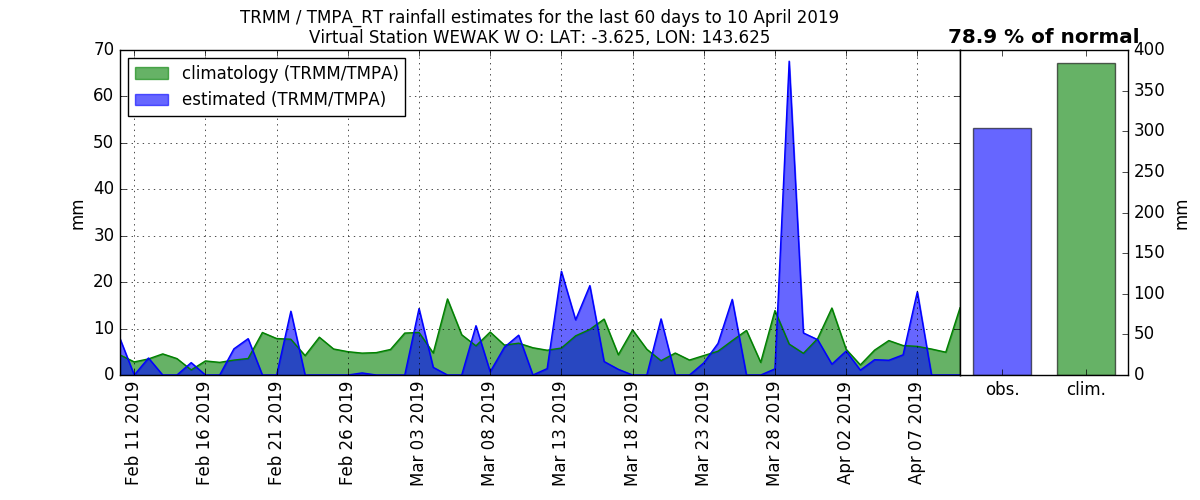 TRMM / TMPA_RT rainfall estimates for the last 60 days to 10 April 2019
Virtual Station WEWAK W O: LAT: -3.625, LON: 143.625
78.9 % of normal
climatology (TRMM/TMPA)
estimated (TRMM/TMPA)
mm
70
60
50
40
30
20
10
0
Feb 11 2019
Feb 16 2019
Feb 21 2019
Feb 26 2019
Mar 03 2019
Mar 08 2019
Mar 13 2019
Mar 18 2019
Mar 23 2019
Mar 28 2019
Apr 02 2019
Apr 07 2019
obs.
clim.
400
350
300
250
200
150
100
50
0
mm